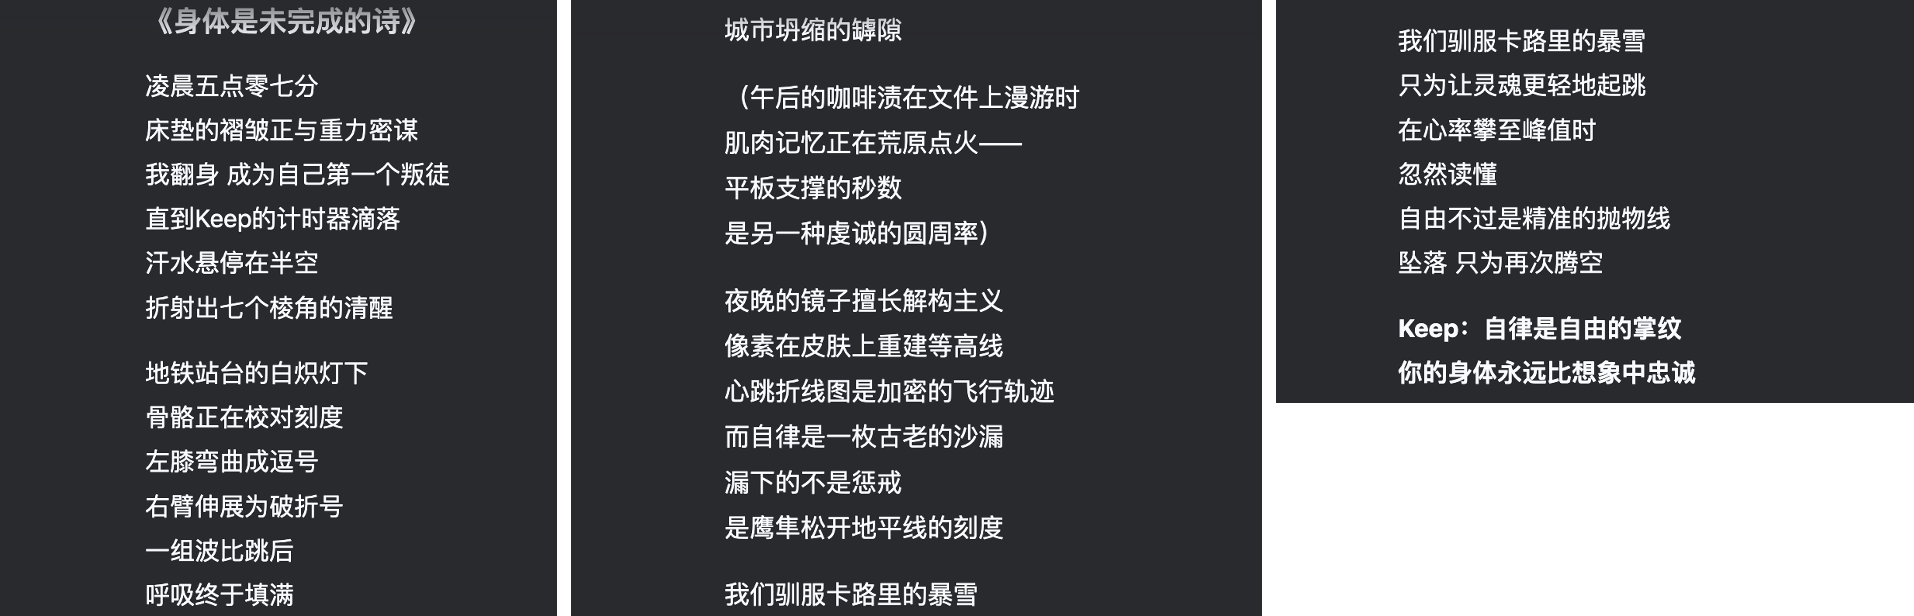 《身体是未完成的诗》
凌晨五点零七分
床垫的褶皱正与重力密谋
我翻身 成为自己第一个叛徒
直到Keep的计时器滴落
汗水悬停在半空
折射出七个棱角的清醒
地铁站台的白炽灯下
骨骼正在校对刻度
左膝弯曲成逗号
右臂伸展为破折号
一组波比跳后
呼吸终于填满
城市坍缩的罅隙
（午后的咖啡渍在文件上漫游时
肌肉记忆正在荒原点火——
平板支撑的秒数
是另一种虔诚的圆周率）
夜晚的镜子擅长解构主义
像素在皮肤上重建等高线
心跳折线图是加密的飞行轨迹
而自律是一枚古老的沙漏
漏下的不是惩戒
是鹰隼松开地平线的刻度
我们驯服卡路里的暴雪
我们驯服卡路里的暴雪
只为让灵魂更轻地起跳
在心率攀至峰值时
忽然读懂
自由不过是精准的抛物线
坠落 只为再次腾空
Keep：自律是自由的掌纹
你的身体永远比想象中忠诚